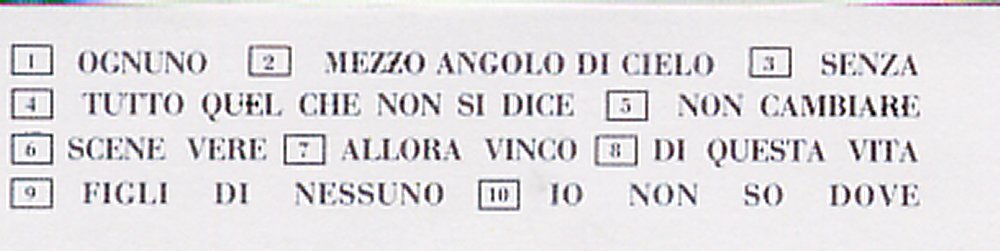 1 OGNUNO 2 MEZZO ANGOLO DI CIELO 3 SENZA
4 TUTTO QUEL CHE NON SI DICE 5 NON CAMBIARE
6 SCENE VERE 7 ALLORA VINCO 8 DI QUESTA VITA
9 FIGLI DI NESSUNO 10 IO NON SO DOVE